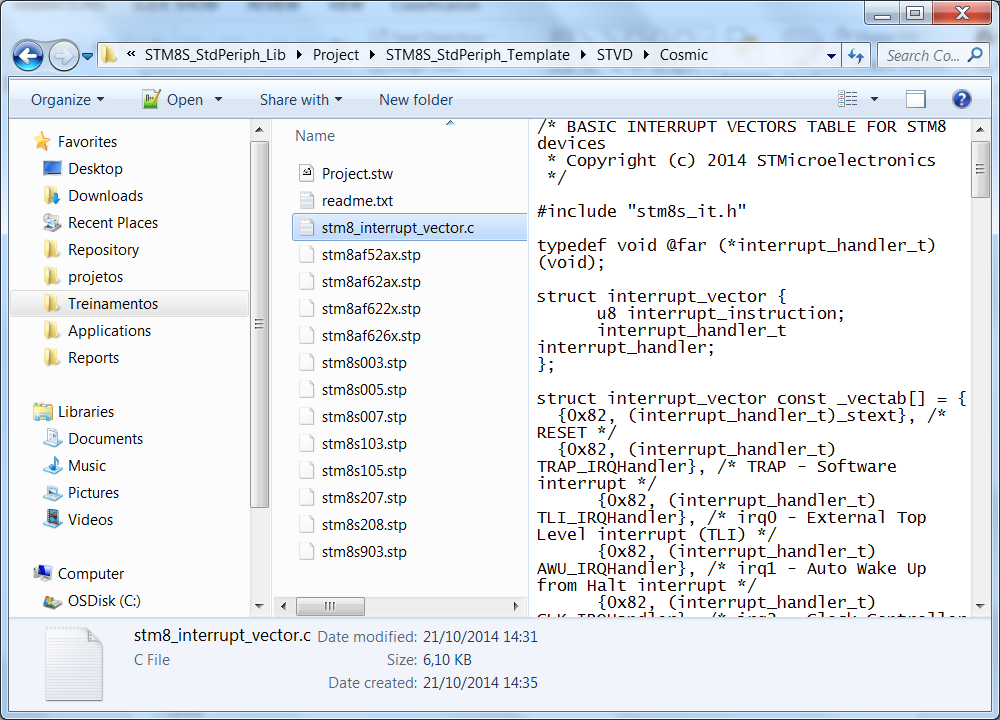 « STM8S_StdPeriph_Lib Project STM8S_StdPeriph_Template STVD Cosmic
Search Co...
Organize Open Share with New folder
Favorites
Desktop
Downloads
Recent Places
Repository
projetos
Treinamentos
Applications
Reports
Libraries
Documents
Music
Pictures
Videos
Computer
OSDisk (C:)
Name
Project.stw
readme.txt
stm8_interrupt_vector.c
stm8af52ax.stp
stm8af62ax.stp
stm8af622x.stp
stm8af626x.stp
stm8s003.stp
stm8s005.stp
stm8s007.stp
stm8s103.stp
stm8s105.stp
stm8s207.stp
stm8s208.stp
stm8s903.stp
/* BASIC INTERRUPT VECTORS TABLE FOR STM8
devices
* Copyright (c) 2014 STMicroelectronics
*/
#include "stm8s_it.h"
typedef void @far (*interrupt_handler_t)
(void);
struct interrupt_vector {
u8 interrupt_instruction;
interrupt_handler_t
interrupt_handler;
};
struct interrupt_vector const _vectab[] = {
{0x82, (interrupt_handler_t)_stext}, /*
RESET */
{0x82, (interrupt_handler_t)
TRAP_IRQHandler}, /* TRAP - Software
interrupt */
{0x82, (interrupt_handler_t)
TLI_IRQHandler}, /* irq0 - External Top
Level interrupt (TLI) */
{0x82, (interrupt_handler_t)
AWU_IRQHandler}, /* irq1 - Auto Wake Up
from Halt interrupt */
{0x82, (interrupt_handler_t)
CLK_IRQHandler}, /* irq2 - Clock Controller
stm8_interrupt_vector.c Date modified: 21/10/2014 14:31
C File Size: 6,10 KB
Date created: 21/10/2014 14:35